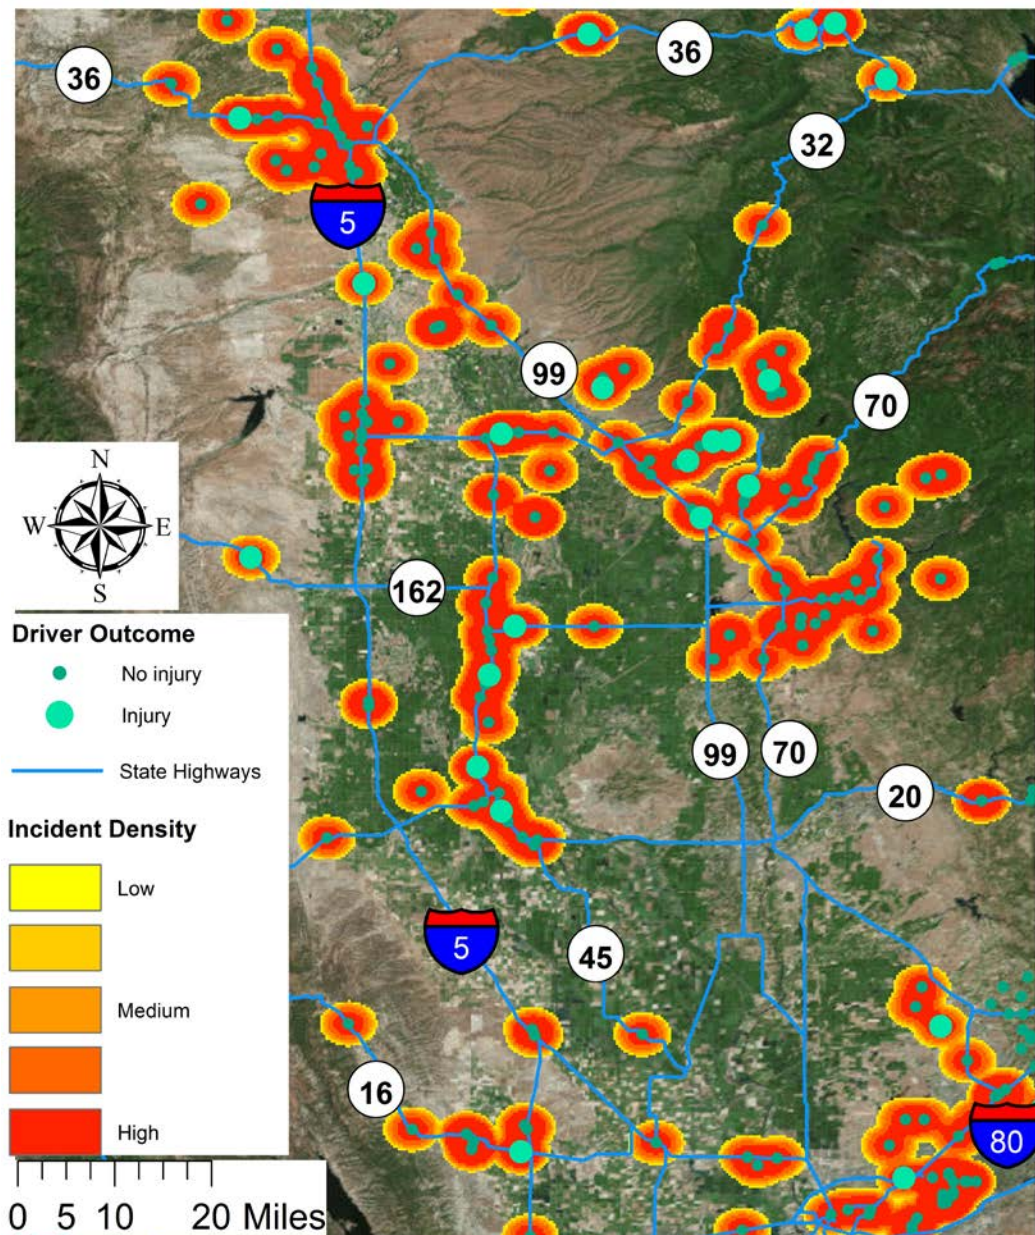 36
36
32
5
99
70
N
W E
S
162
Driver Outcome
No injury
Injury
State Highways
99
70
20
Incident Density
Low
5
45
Medium
16
High
80
0 5 10 20 Miles